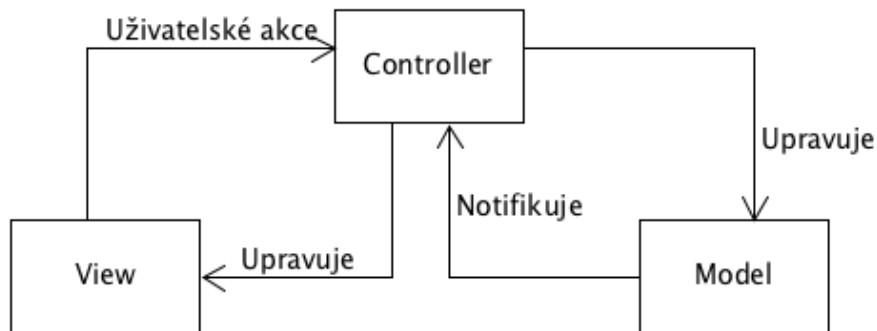 Uživatelské akce
Controller
Upravuje
Notifikuje
Upravuje
View
Model